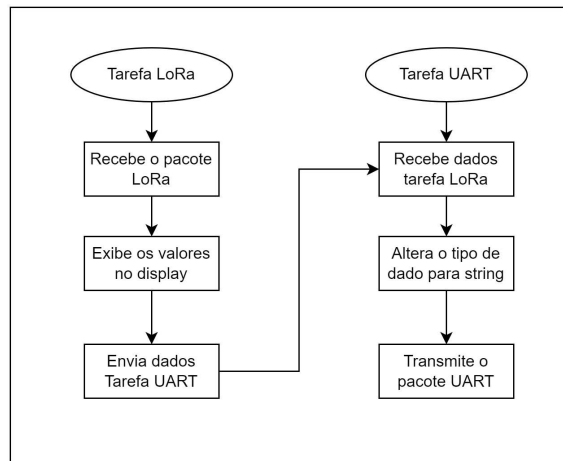 Tarefa LoRa
Recebe o pacote
LoRa
Exibe os valores
no display
Envia dados
Tarefa UART
Tarefa UART
Recebe dados
tarefa LoRa
Altera o tipo de
dado para string
Transmite o
pacote UART